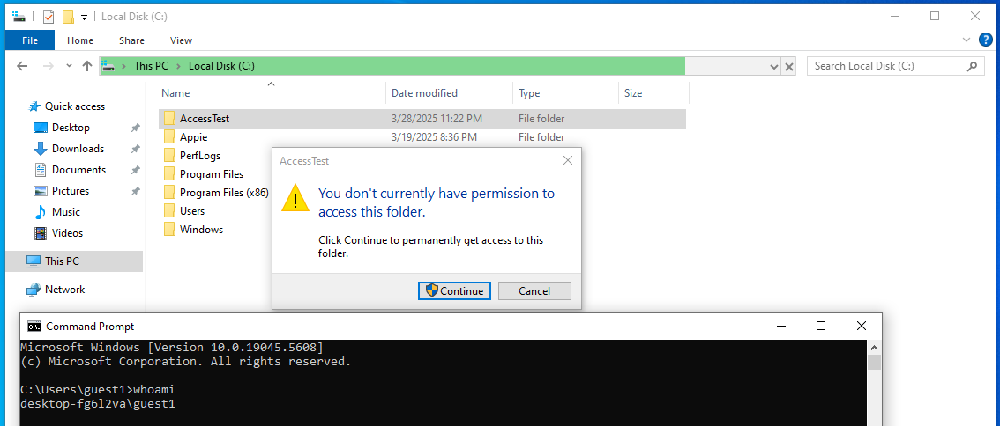 Local Disk (C:)
File Home Share View
This PC Local Disk (C:) Search Local Disk (C:)
Name Date modified Type Size
Quick access
Desktop
Downloads
Documents
Pictures
Music
Videos
This PC
Network
AccessTest 3/28/2025 11:22 PM File folder
Appie 3/19/2025 8:36 PM File folder
PerfLogs
Program Files
Program Files (x86)
Users
Windows
AccessTest
You don't currently have permission to
access this folder.
Click Continue to permanently get access to this
folder.
Continue Cancel
Command Prompt
Microsoft Windows [Version 10.0.19045.5608]
(c) Microsoft Corporation. All rights reserved.
C:\Users\guest1>whoami
desktop-fg6l2va\guest1